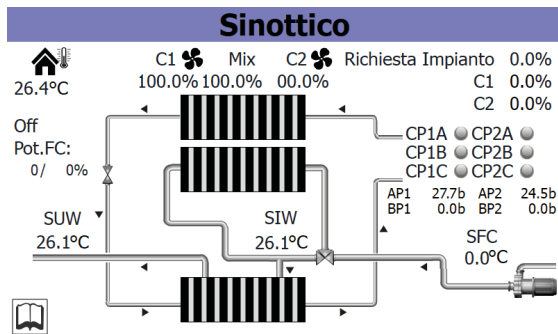 Sinottico
C1 Mix C2 Richiesta Impianto 0.0%
26.4°C 100.0% 100.0% 00.0% C1 0.0%
C2 0.0%
Off
Pot.FC:
0/ 0%
CP1A CP2A
CP1B CP2B
CP1C CP2C
AP1 27.7b AP2 24.5b
BP1 0.0b BP2 0.0b
SUW SIW SFC
26.1°C 26.1°C 0.0°C